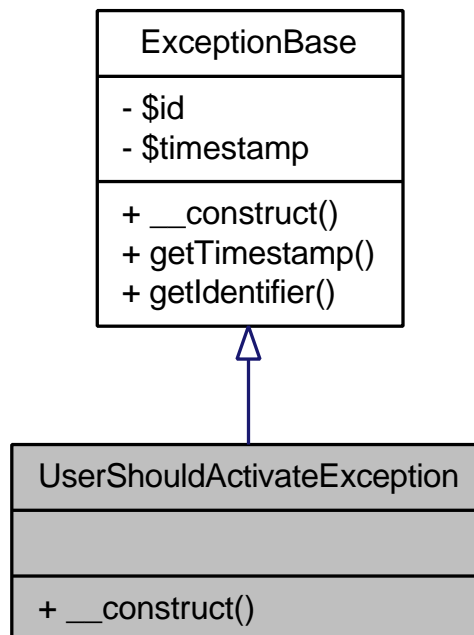 ExceptionBase
- $id
- $timestamp
+ __construct()
+ getTimestamp()
+ getIdentifier()
UserShouldActivateException
+ __construct()